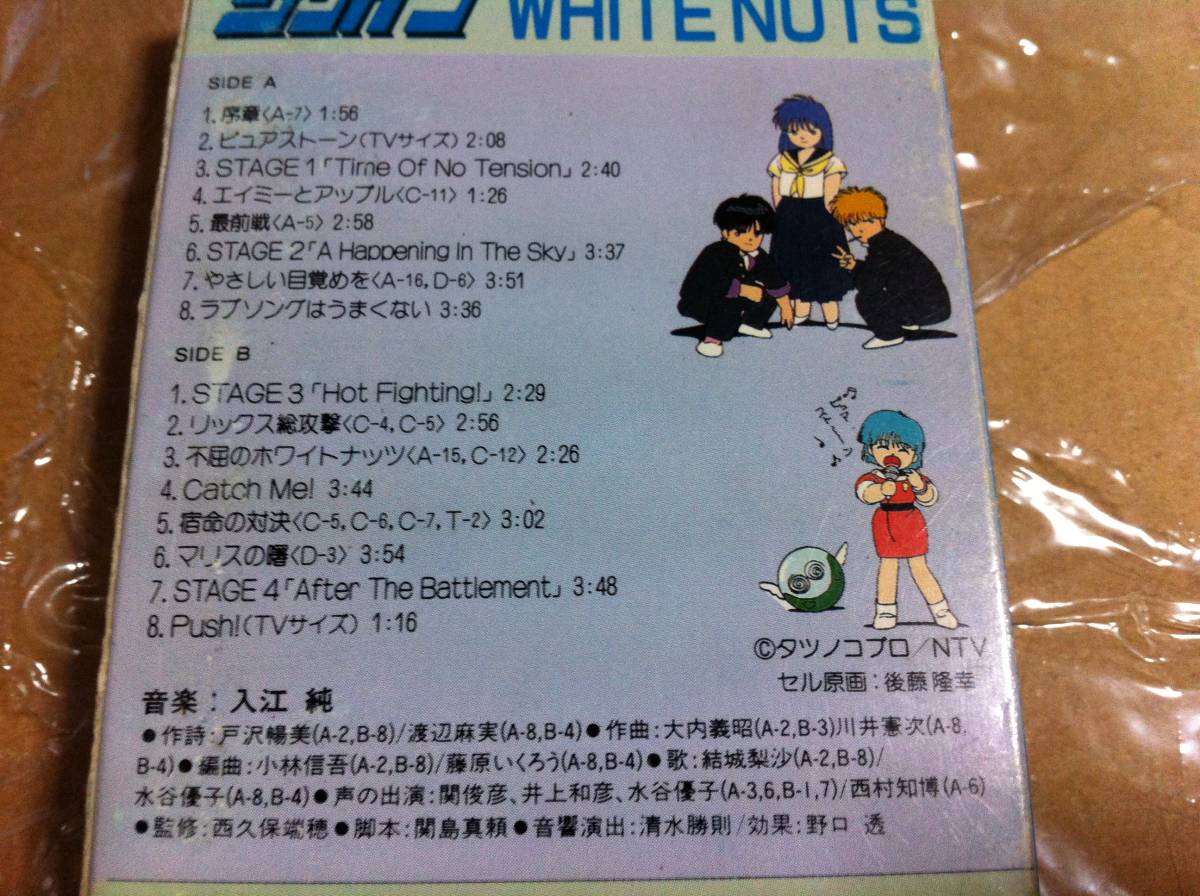 WHITE NUTS
SIDE A
1. 序章〈A-7〉1:56
2. ピュアストーン(TVサイズ) 2:08
3. STAGE 1「Time Of No Tension」2:40
4. エイミーとアップル〈C-11〉1:26
5. 最前戦〈A-5〉2:58
6. STAGE 2「A Happening In The Sky」3:37
7. やさしい目覚めを〈A-16, D-6〉3:51
8. ラブソングはうまくない 3:36
SIDE B
1. STAGE 3「Hot Fighting!」2:29
2. リックス総攻撃〈C-4, C-5〉2:56
3. 不屈のホワイトナッツ〈A-15, C-12〉2:26
4. Catch Me! 3:44
5. 宿命の対決〈C-5, C-6, C-7, T-2〉3:02
6. マリスの曙〈D-3〉3:54
7. STAGE 4「After The Battlement」3:48
8. Push!(TVサイズ) 1:16
ピュア
ストーン
©タツノコプロ/NTV
セル原画:後藤隆幸
音楽:入江 純
●作詩:戸沢暢美(A-2,B-8)/渡辺麻実(A-8,B-4)●作曲:大内義昭(A-2,B-3)川井憲次(A-8,
B-4)●編曲:小林信吾(A-2,B-8)/藤原いくろう(A-8,B-4)●歌:結城梨沙(A-2,B-8)/
水谷優子(A-8,B-4)●声の出演:関俊彦、井上和彦、水谷優子(A-3,6,B-1,7)/西村知博(A-6)
●監修:西久保端穂●脚本:関島真頼●音響演出:清水勝則/効果:野口 透